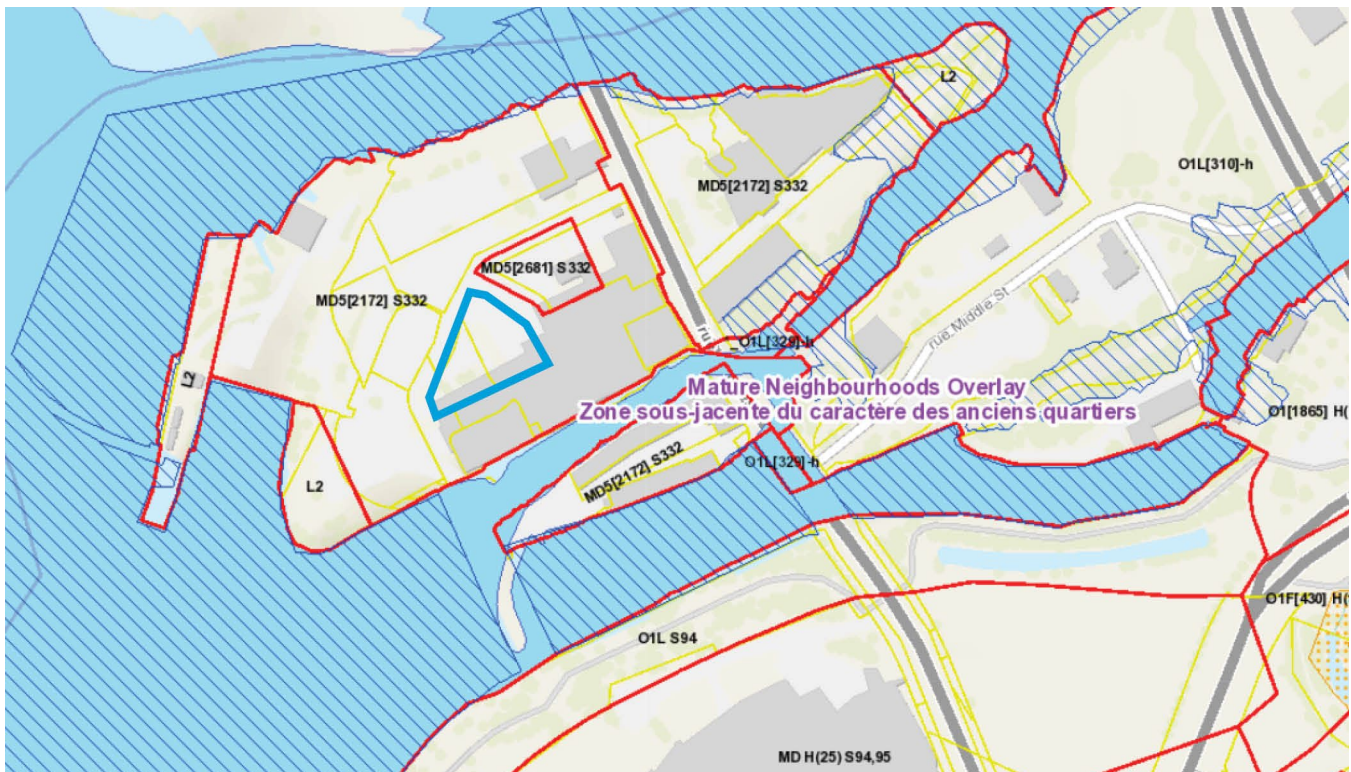 L2
MD5[2172] S332
O1L[310]-h
MD5[2681] S332
MD5[2172] S332
rue Middle St
O1L[329]-h
L2
Mature Neighbourhoods Overlay
Zone sous-jacente du caractère des anciens quartiers
O1[1865] H(
MD5[2172] S332
O1L[329]-h
L2
O1F[430] H(
O1L S94
MD H(25) S94,95